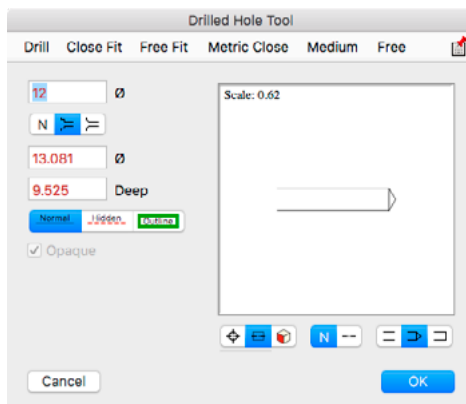 Drilled Hole Tool
Drill Close Fit Free Fit Metric Close Medium Free
12 Ø
Scale: 0.62
N
13.081 Ø
9.525 Deep
Normal Hidden Outline
Opaque
N
Cancel OK